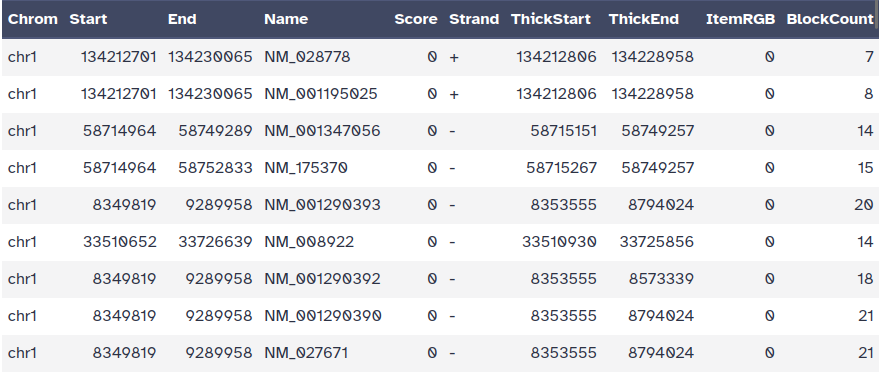 Chrom Start End Name Score Strand ThickStart ThickEnd ItemRGB BlockCount
chr1 134212701 134230065 NM_028778 0 + 134212806 134228958 0 7
chr1 134212701 134230065 NM_001195025 0 + 134212806 134228958 0 8
chr1 58714964 58749289 NM_001347056 0 - 58715151 58749257 0 14
chr1 58714964 58752833 NM_175370 0 - 58715267 58749257 0 15
chr1 8349819 9289958 NM_001290393 0 - 8353555 8794024 0 20
chr1 33510652 33726639 NM_008922 0 - 33510930 33725856 0 14
chr1 8349819 9289958 NM_001290392 0 - 8353555 8573339 0 18
chr1 8349819 9289958 NM_001290390 0 - 8353555 8794024 0 21
chr1 8349819 9289958 NM_027671 0 - 8353555 8794024 0 21